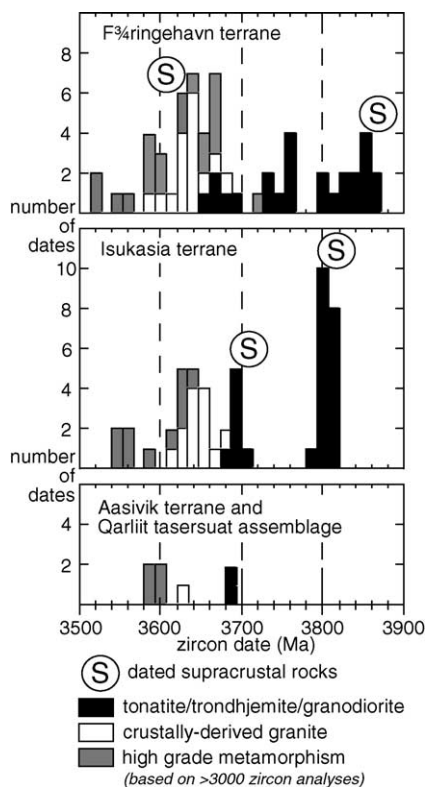 F¾ringehavn terrane
8
S
6
S
4
2
number
of
dates
Isukasia terrane
10
S
8
6
S
4
2
number
of
dates
Aasivik terrane and
Qarliit tasersuat assemblage
4
2
3500 3600 3700 3800 3900
zircon date (Ma)
S dated supracrustal rocks
tonatite/trondhjemite/granodiorite
crustally-derived granite
high grade metamorphism
(based on >3000 zircon analyses)